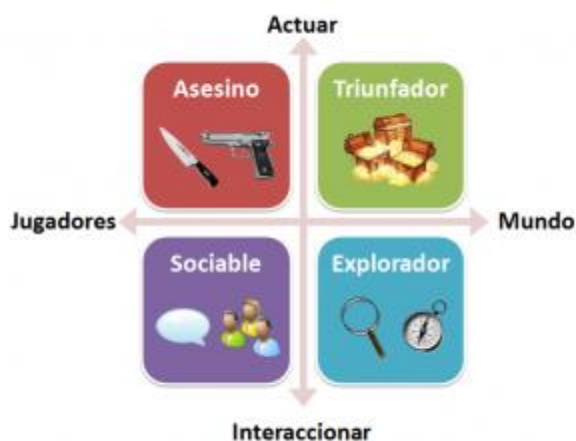 Actuar
Asesino
Triunfador
Jugadores
Mundo
Sociable
Explorador
Interaccionar